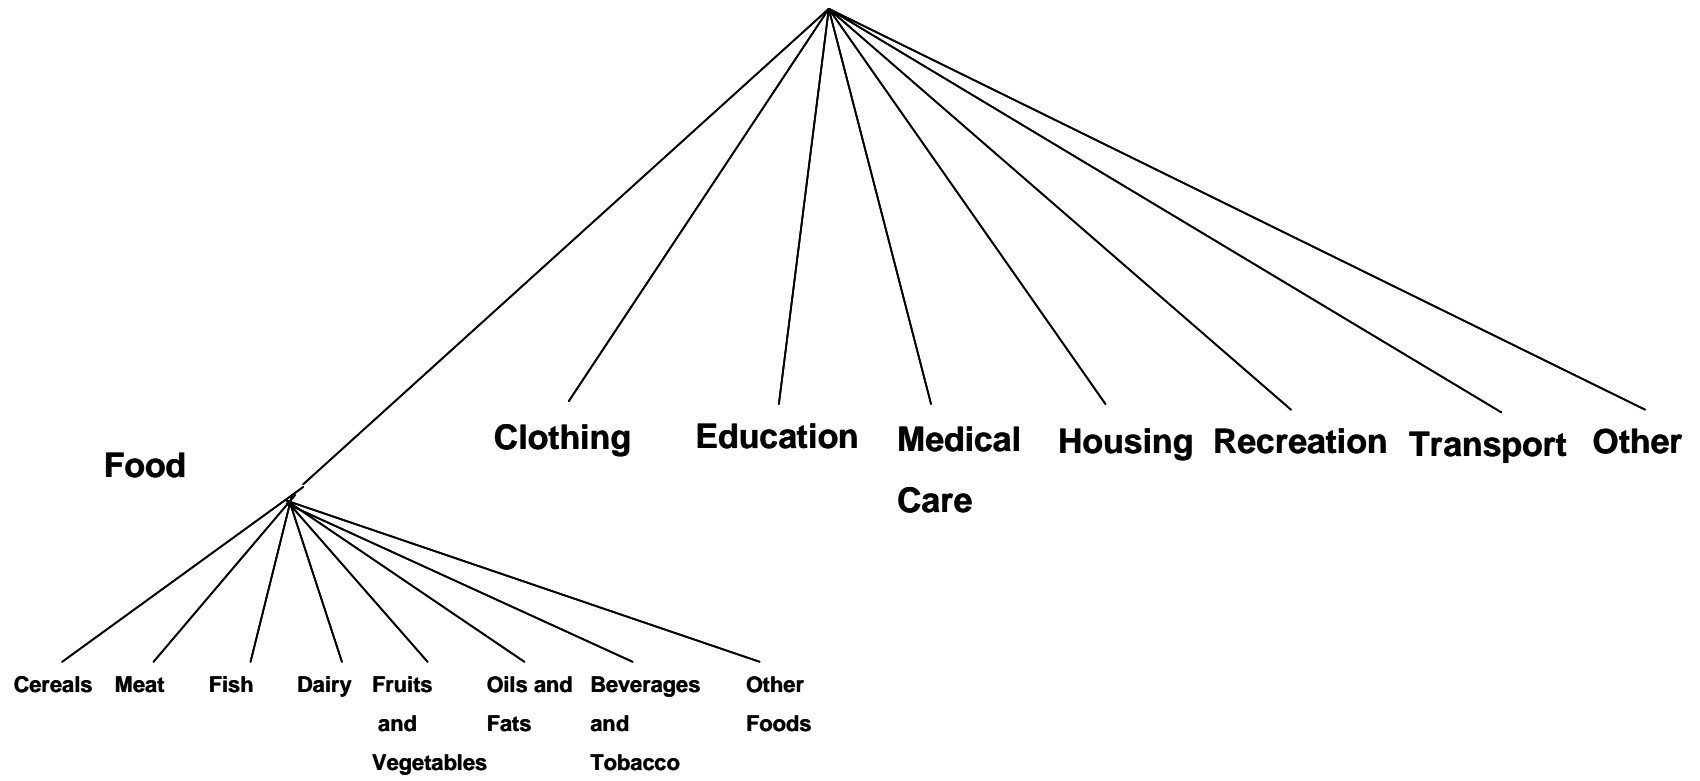 Food
Clothing
Education
Medical
Care
Housing
Recreation
Transport
Other
Cereals
Meat
Fish
Dairy
Fruits
and
Vegetables
Oils and
Fats
Beverages
and
Tobacco
Other
Foods